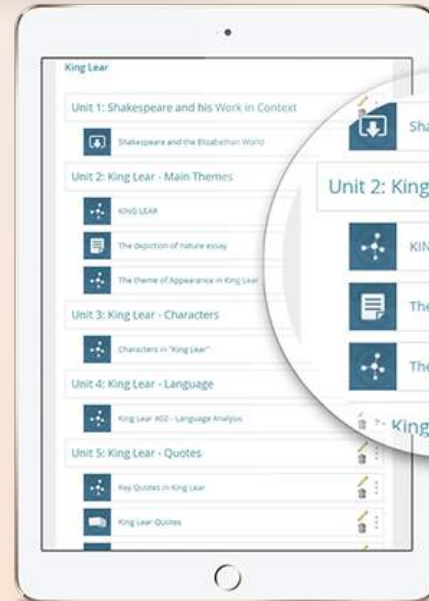 King Lear
Unit 1: Shakespeare and his Work in Context
Shakespeare and the Elizabethan World
Unit 2: King Lear - Main Themes
KING LEAR
The depiction of nature essay
The theme of Appearance in King Lear
Unit 3: King Lear - Characters
Characters in "King Lear"
Unit 4: King Lear - Language
King Lear AO2 - Language Analysis
Unit 5: King Lear - Quotes
Key Quotes in King Lear
King Lear Quotes
Sha
Unit 2: King
KIN
The
The
King